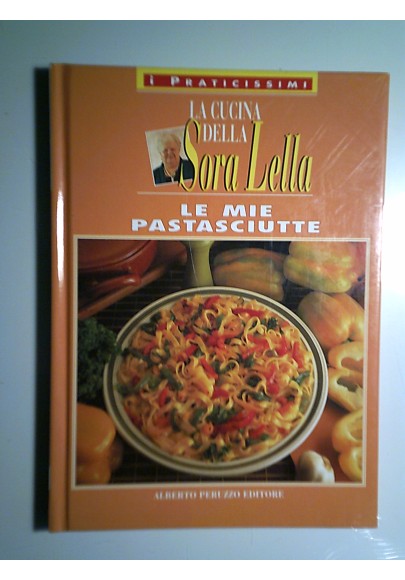 i PRATICISSIMI
LA CUCINA
DELLA
Sora Lella
LE MIE
PASTASCIUTTE
ALBERTO PERUZZO EDITORE